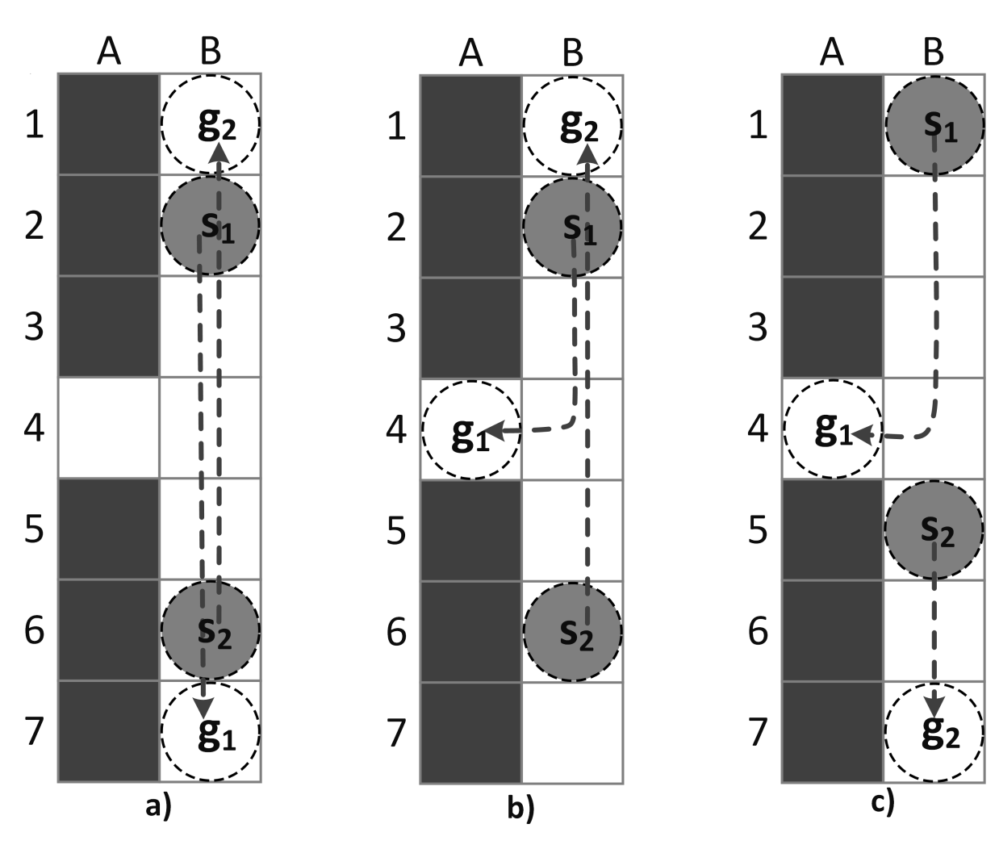 A B A B A B
1 g₂ 1 g₂ 1 s₁
2 s₁ 2 s₁ 2
3 3 3
4 4 g₁ 4 g₁
5 5 5 s₂
6 s₂ 6 s₂ 6
7 g₁ 7 7 g₂
a) b) c)